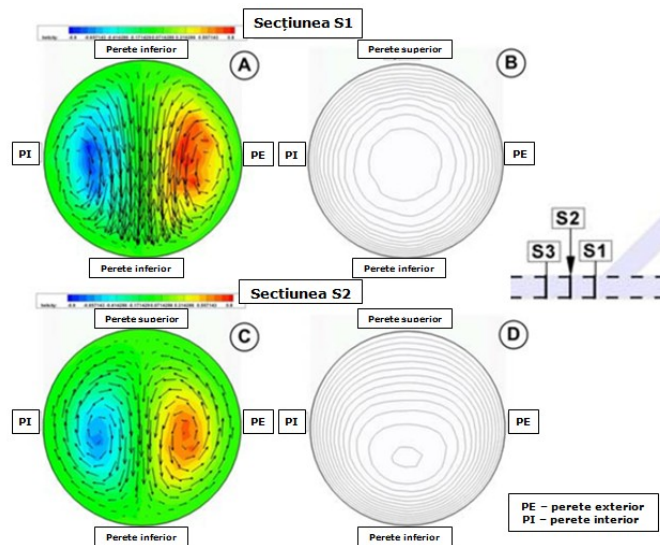 Secțiunea S1
Perete inferior
Perete superior
A
B
PI
PE
PI
PE
Perete inferior
Perete inferior
S2
S3
S1
Sectiunea S2
Perete superior
Perete superior
C
D
PI
PE
PI
PE
Perete inferior
Perete inferior
PE – perete exterior
PI – perete interior